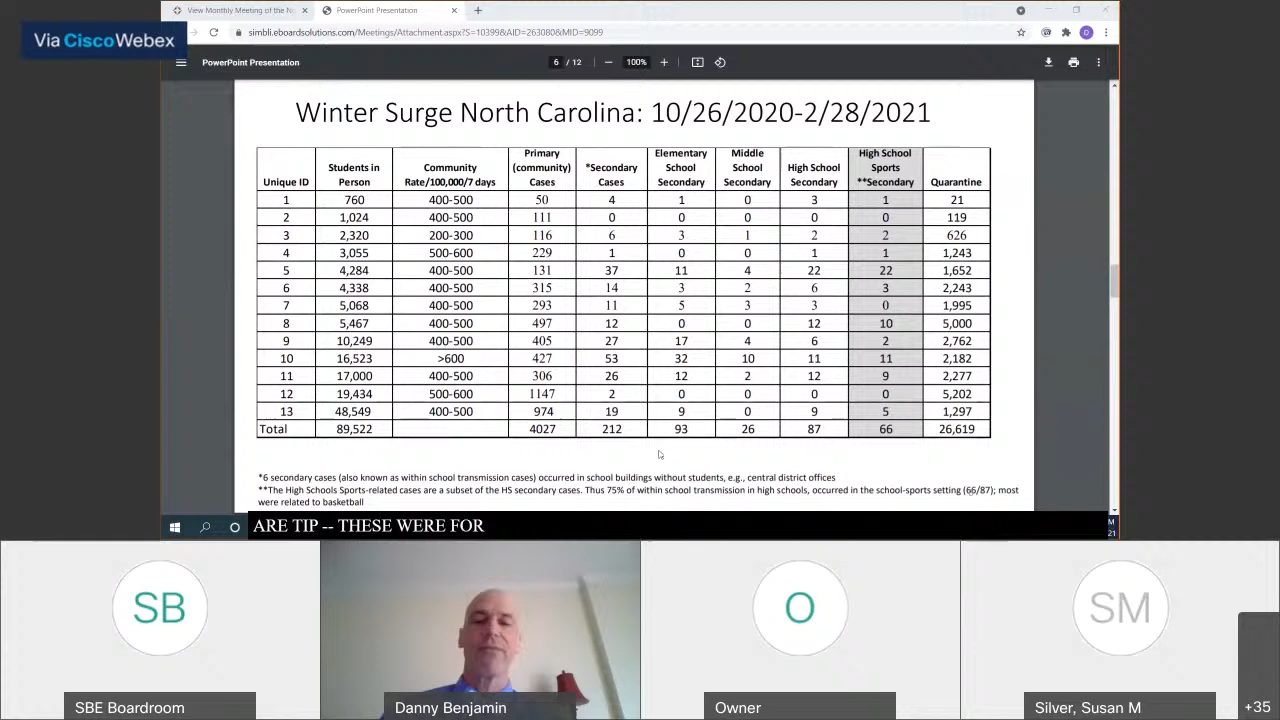 View Monthly Meeting of the N
PowerPoint Presentation
Via Cisco Webex
simbli.eboardsolutions.com/Meetings/Attachment.aspx?S=10399&AID=263080&MID=9099
D
PowerPoint Presentation
6 / 12
100%
Winter Surge North Carolina: 10/26/2020-2/28/2021
Unique ID Students in Person Community Rate/100,000/7 days Primary (community) Cases *Secondary Cases Elementary School Secondary Middle School Secondary High School Secondary High School Sports **Secondary Quarantine
1 760 400-500 50 4 1 0 3 1 21
2 1,024 400-500 111 0 0 0 0 0 119
3 2,320 200-300 116 6 3 1 2 2 626
4 3,055 500-600 229 1 0 0 1 1 1,243
5 4,284 400-500 131 37 11 4 22 22 1,652
6 4,338 400-500 315 14 3 2 6 3 2,243
7 5,068 400-500 293 11 5 3 3 0 1,995
8 5,467 400-500 497 12 0 0 12 10 5,000
9 10,249 400-500 405 27 17 4 6 2 2,762
10 16,523 >600 427 53 32 10 11 11 2,182
11 17,000 400-500 306 26 12 2 12 9 2,277
12 19,434 500-600 1147 2 0 0 0 0 5,202
13 48,549 400-500 974 19 9 0 9 5 1,297
Total 89,522 4027 212 93 26 87 66 26,619
*6 secondary cases (also known as within school transmission cases) occurred in school buildings without students, e.g., central district offices
**The High Schools Sports-related cases are a subset of the HS secondary cases. Thus 75% of within school transmission in high schools, occurred in the school-sports setting (66/87); most
were related to basketball
ARE TIP -- THESE WERE FOR
M
21
SB
O
SM
SBE Boardroom
Danny Benjamin
Owner
Silver, Susan M
+35